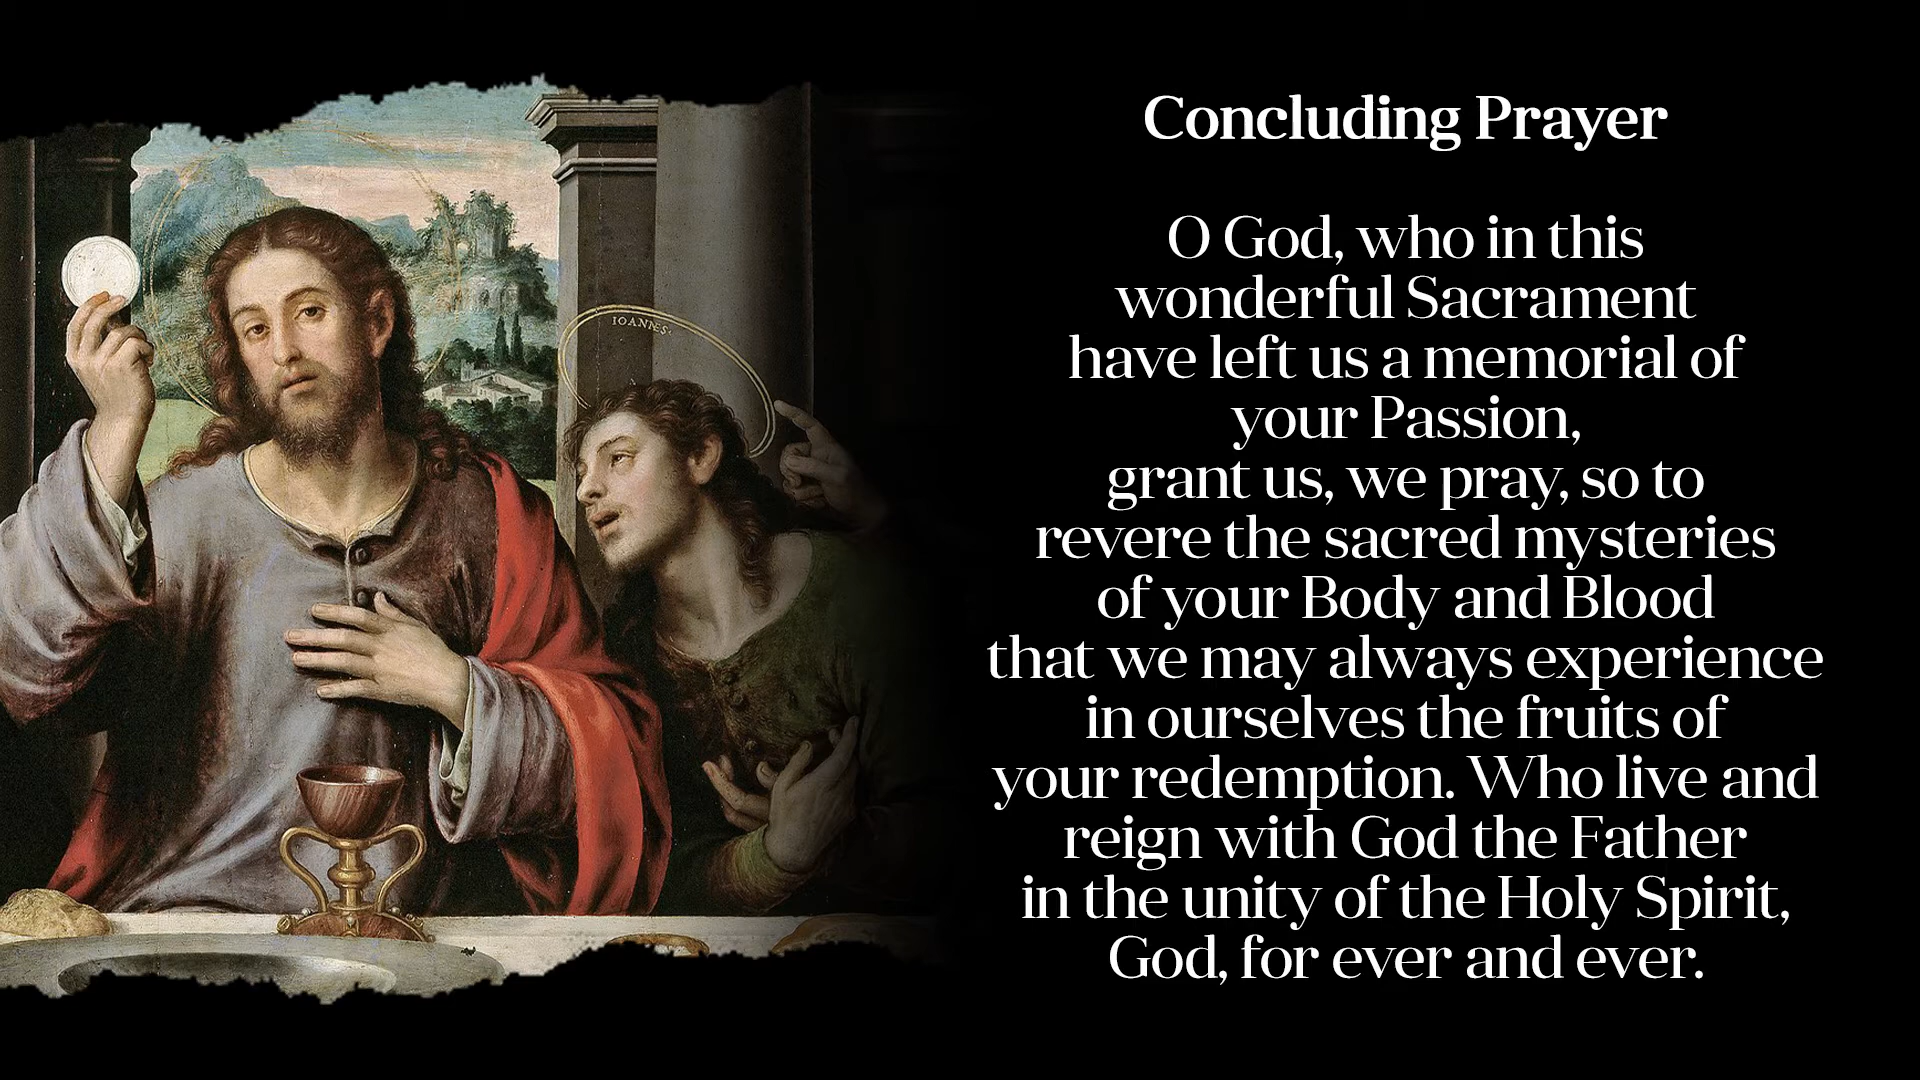 IOANNES
Concluding Prayer
O God, who in this
wonderful Sacrament
have left us a memorial of
your Passion,
grant us, we pray, so to
revere the sacred mysteries
of your Body and Blood
that we may always experience
in ourselves the fruits of
your redemption. Who live and
reign with God the Father
in the unity of the Holy Spirit,
God, for ever and ever.